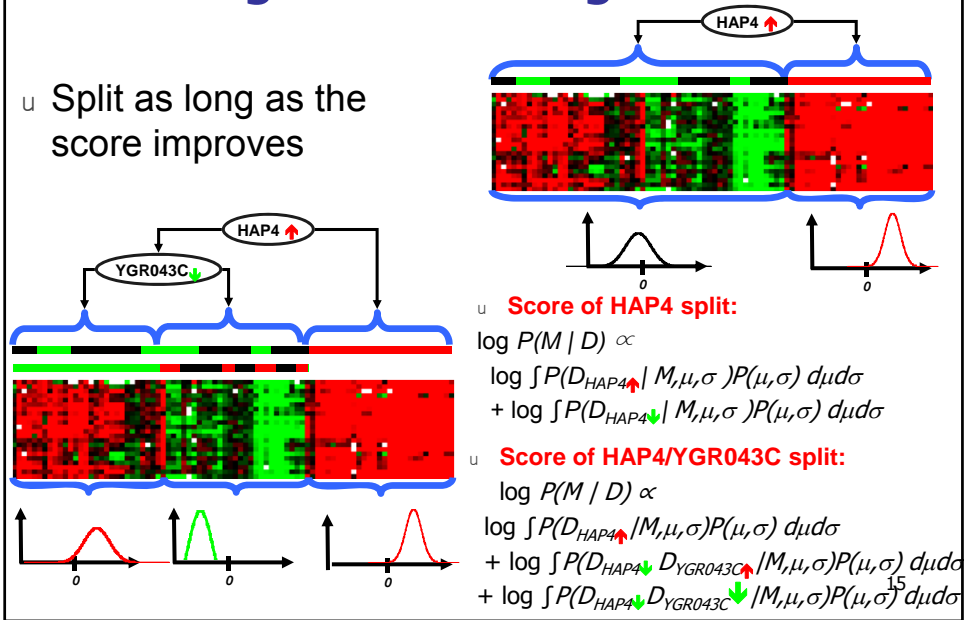 u Split as long as the
score improves
HAP4
YGR043C
0
0
0
HAP4
0
0
u Score of HAP4 split:
log P(M | D) ∝
log ∫P(D_HAP4↑ | M,μ,σ )P(μ,σ) dμdσ
+ log ∫P(D_HAP4↓ | M,μ,σ )P(μ,σ) dμdσ
u Score of HAP4/YGR043C split:
log P(M | D) ∝
log ∫P(D_HAP4↑ |M,μ,σ)P(μ,σ) dμdσ
+ log ∫P(D_HAP4↓ D_YGR043C↑ |M,μ,σ)P(μ,σ) dμdσ
+ log ∫P(D_HAP4↓ D_YGR043C↓ |M,μ,σ)P(μ,σ) dμdσ
15